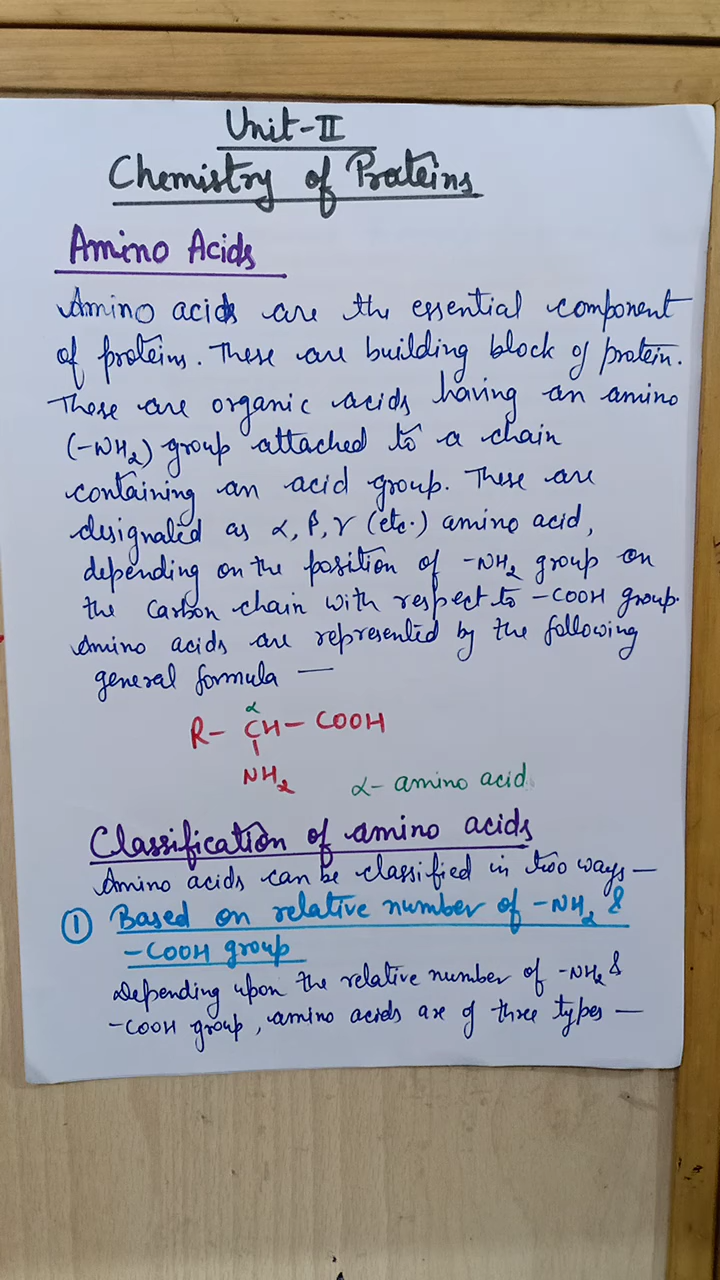 Unit-II
Chemistry of Proteins
Amino Acids
Amino acids are the essential component
of proteins. These are building block of protein.
These are organic acids having an amino
(-NH₂) group attached to a chain
containing an acid group. These are
designated as α, β, γ (etc.) amino acid,
depending on the position of -NH₂ group on
the carbon chain with respect to -COOH group.
Amino acids are represented by the following
general formula —
α
R- CH- COOH
NH₂
α- amino acid
Classification of amino acids
Amino acids can be classified in two ways —
① Based on relative number of -NH₂ &
-COOH group
Depending upon the relative number of -NH₂ &
-COOH group, amino acids are of three types —